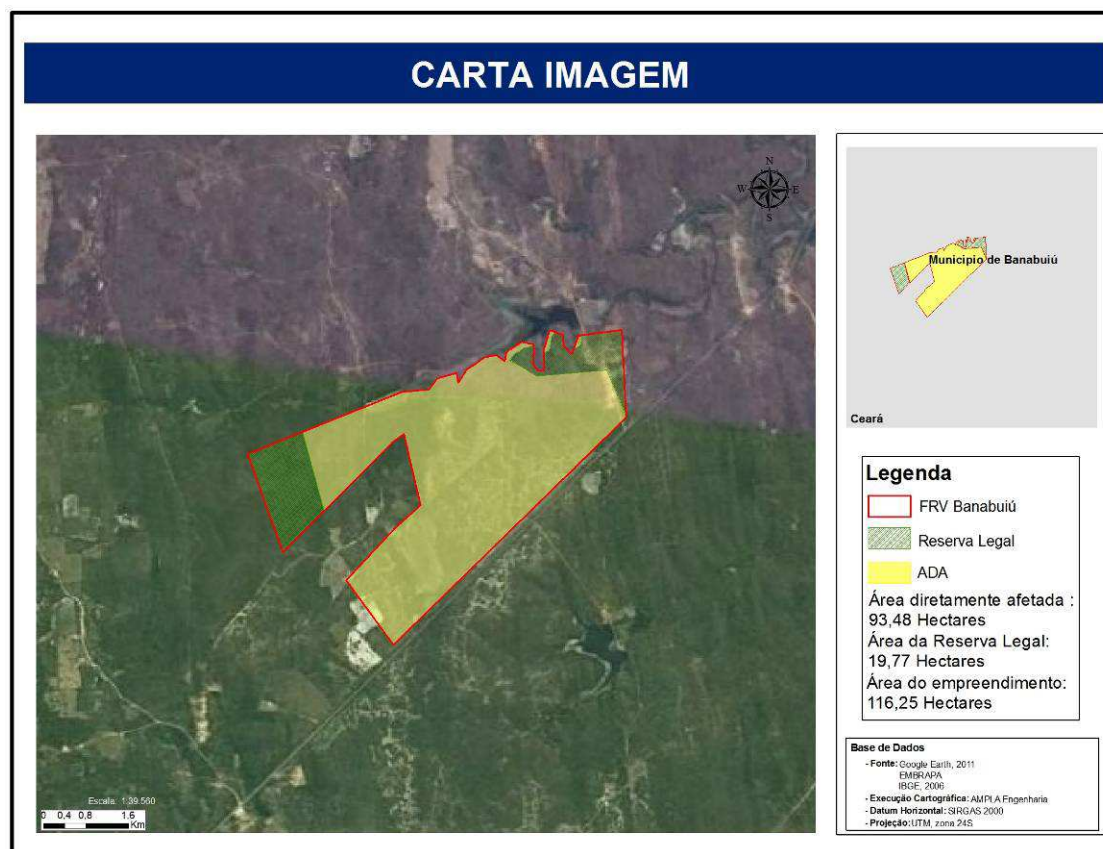 CARTA IMAGEM
N
W E
S
Escala: 1:39.560
0 0,4 0,8 1,6
Km
Municipio de Banabuiú
Ceará
Legenda
FRV Banabuiú
Reserva Legal
ADA
Área diretamente afetada :
93,48 Hectares
Área da Reserva Legal:
19,77 Hectares
Área do empreendimento:
116,25 Hectares
Base de Dados
- Fonte: Google Earth, 2011
EMBRAPA
IBGE, 2006
- Execução Cartográfica: AMPLA Engenharia
- Datum Horizontal: SIRGAS 2000
- Projeção: UTM, zona 24S